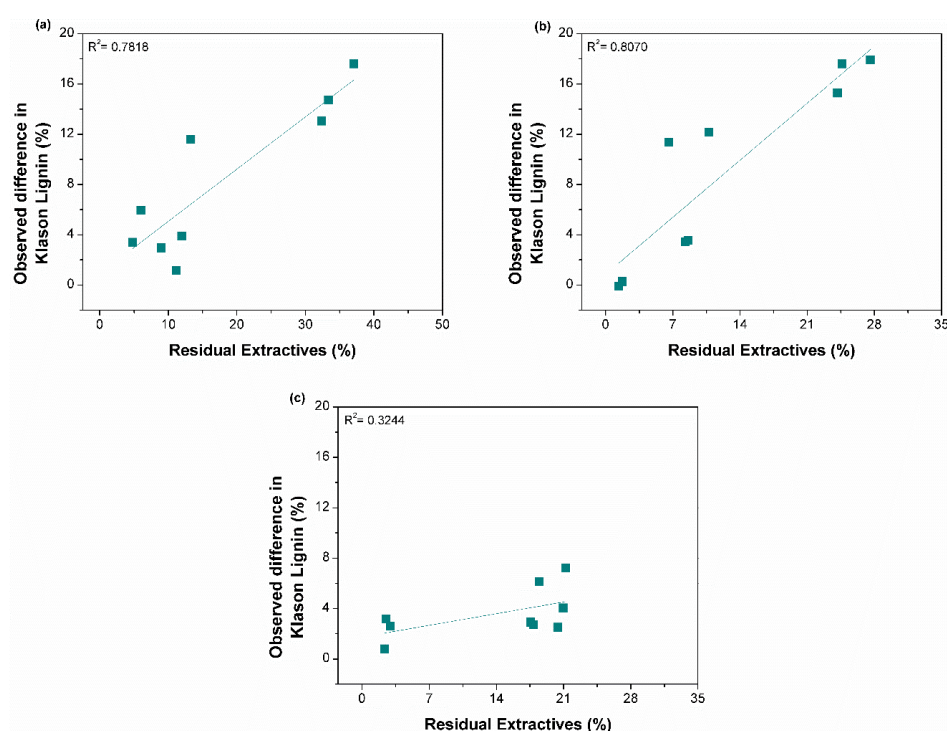 (a)
R²= 0.7818
20
16
12
8
4
0
Observed difference in
Klason Lignin (%)
0 10 20 30 40 50
Residual Extractives (%)
(b)
R²= 0.8070
20
16
12
8
4
0
Observed difference in
Klason Lignin (%)
0 7 14 21 28 35
Residual Extractives (%)
(c)
R²= 0.3244
20
16
12
8
4
0
Observed difference in
Klason Lignin (%)
0 7 14 21 28 35
Residual Extractives (%)